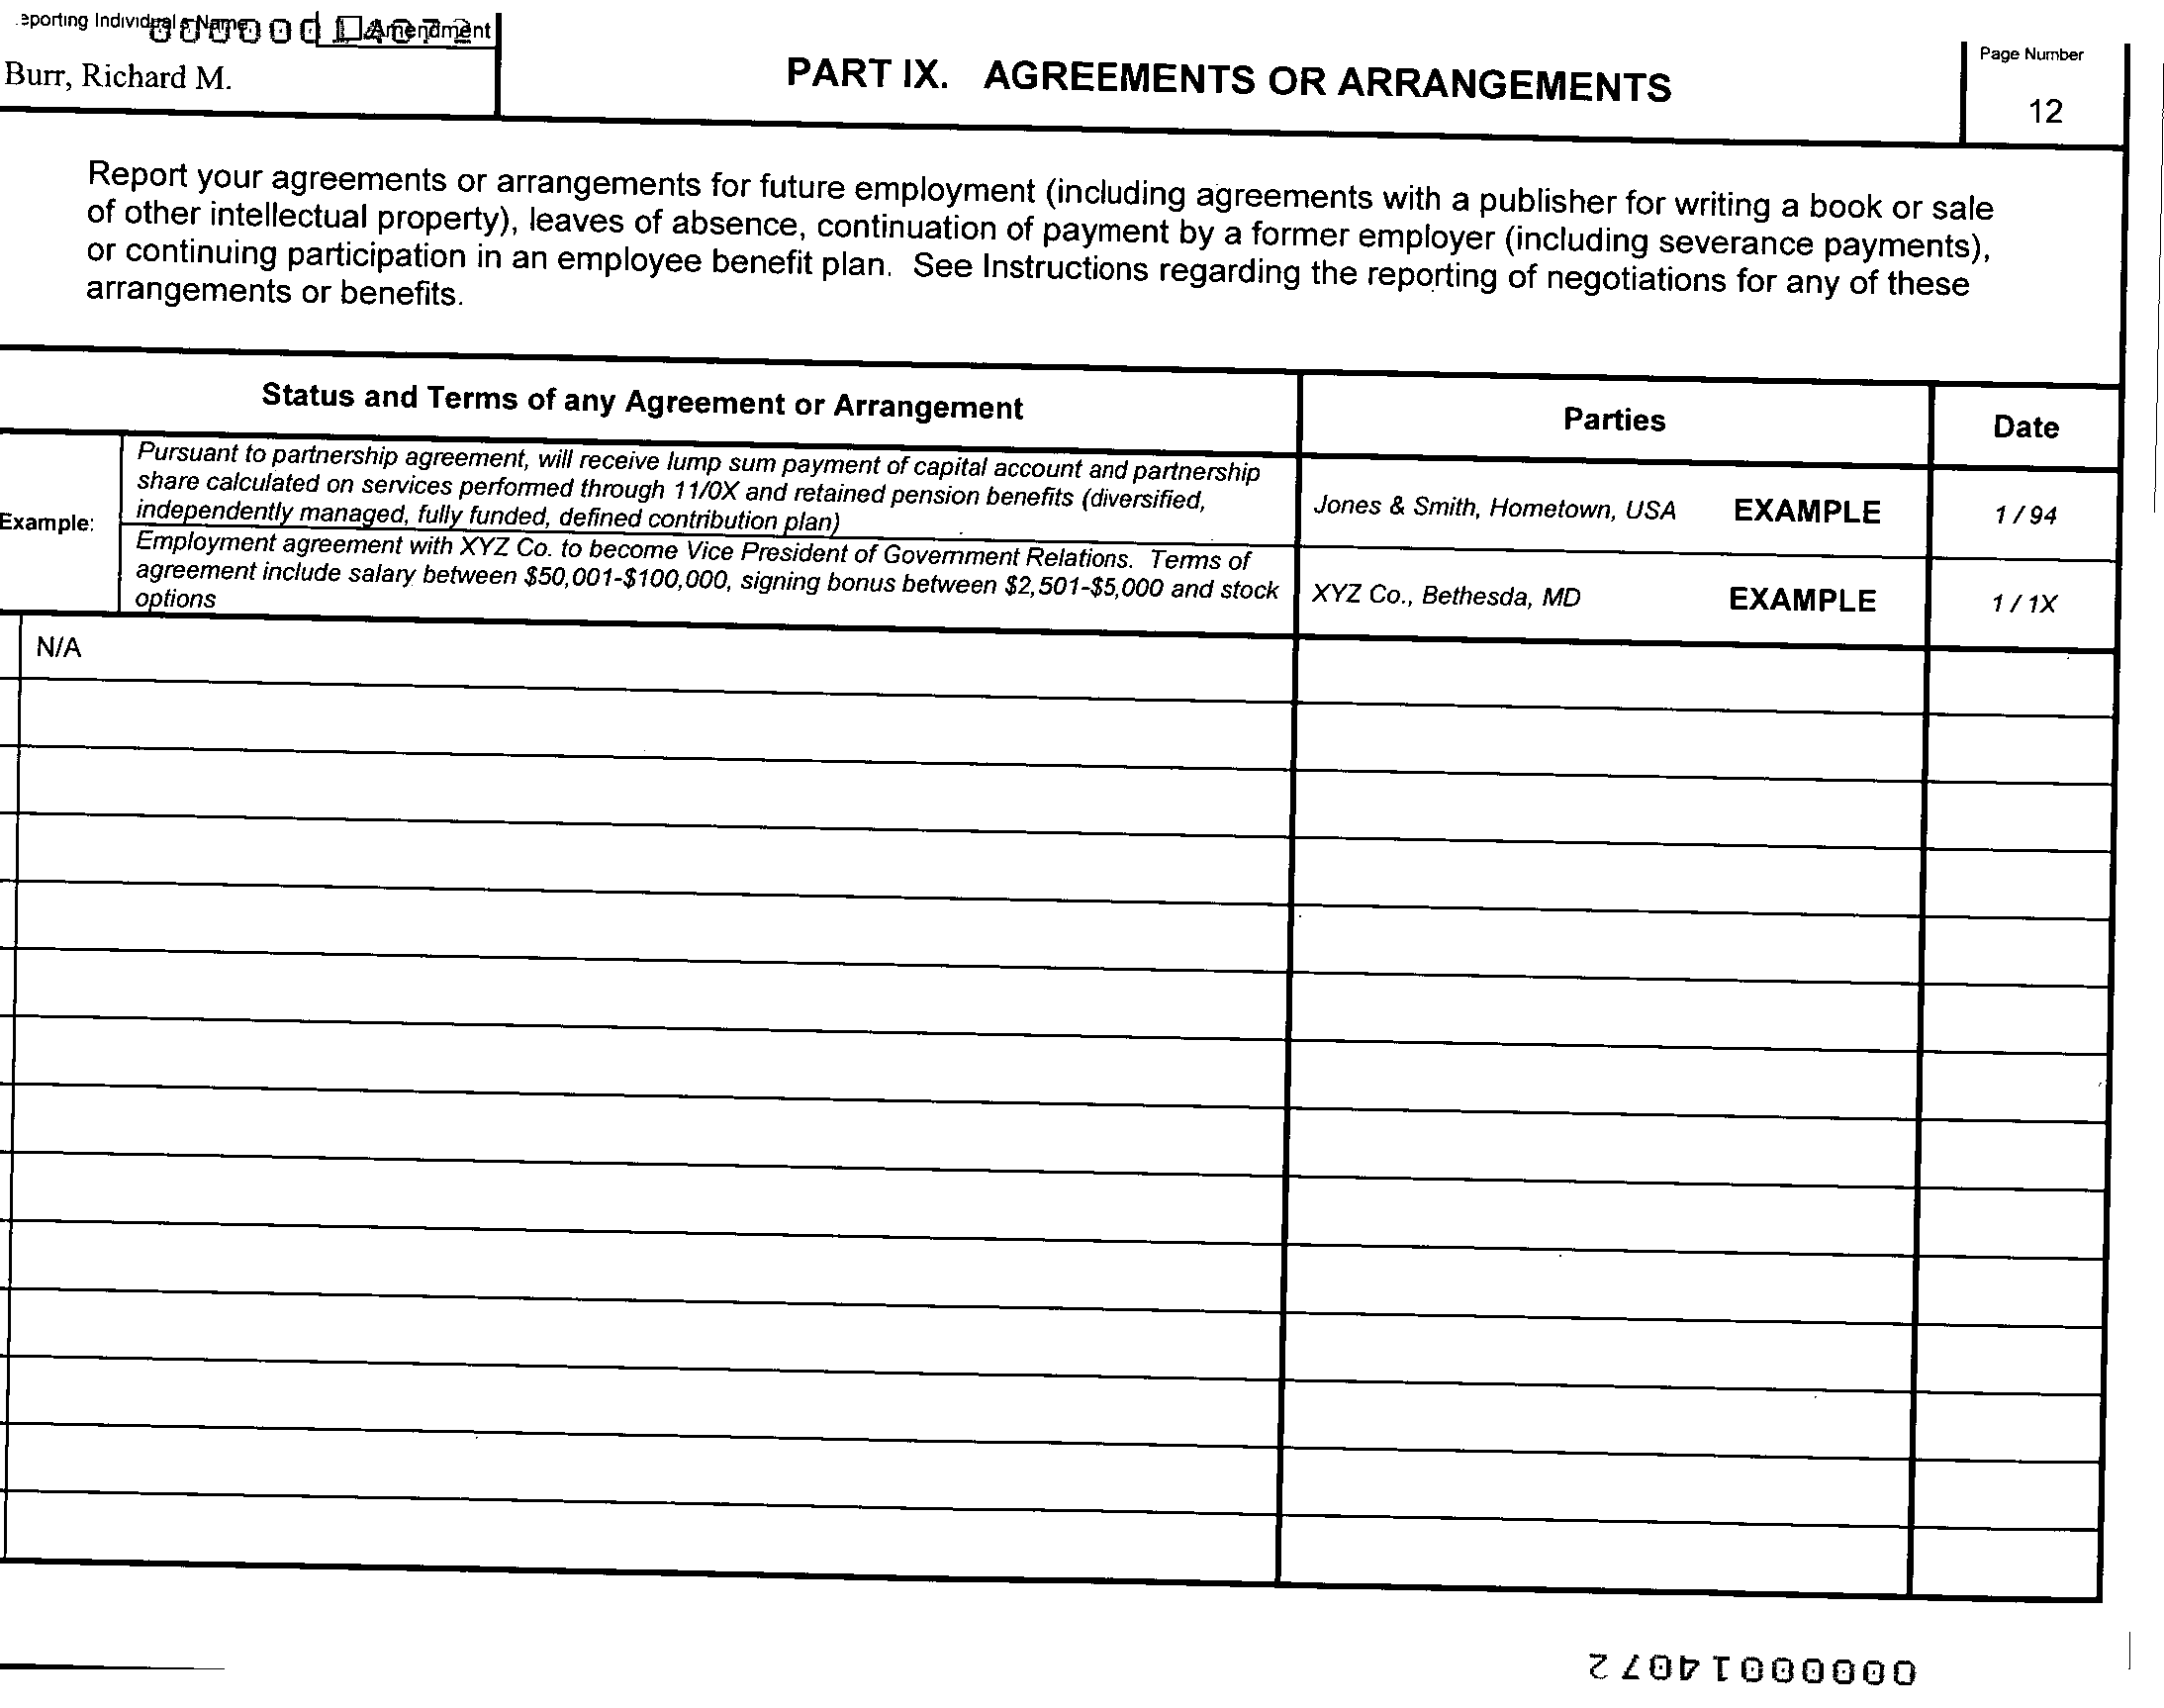 eporting Individual's Name
Amendment
Burr, Richard M.
PART IX. AGREEMENTS OR ARRANGEMENTS
Page Number
12
Report your agreements or arrangements for future employment (including agreements with a publisher for writing a book or sale
of other intellectual property), leaves of absence, continuation of payment by a former employer (including severance payments),
or continuing participation in an employee benefit plan. See Instructions regarding the reporting of negotiations for any of these
arrangements or benefits.
Status and Terms of any Agreement or Arrangement
Parties
Date
Example:
Pursuant to partnership agreement, will receive lump sum payment of capital account and partnership
share calculated on services performed through 11/0X and retained pension benefits (diversified,
independently managed, fully funded, defined contribution plan)
Jones & Smith, Hometown, USA EXAMPLE
1 / 94
Employment agreement with XYZ Co. to become Vice President of Government Relations. Terms of
agreement include salary between $50,001-$100,000, signing bonus between $2,501-$5,000 and stock
options
XYZ Co., Bethesda, MD EXAMPLE
1 / 1X
N/A
00000014072